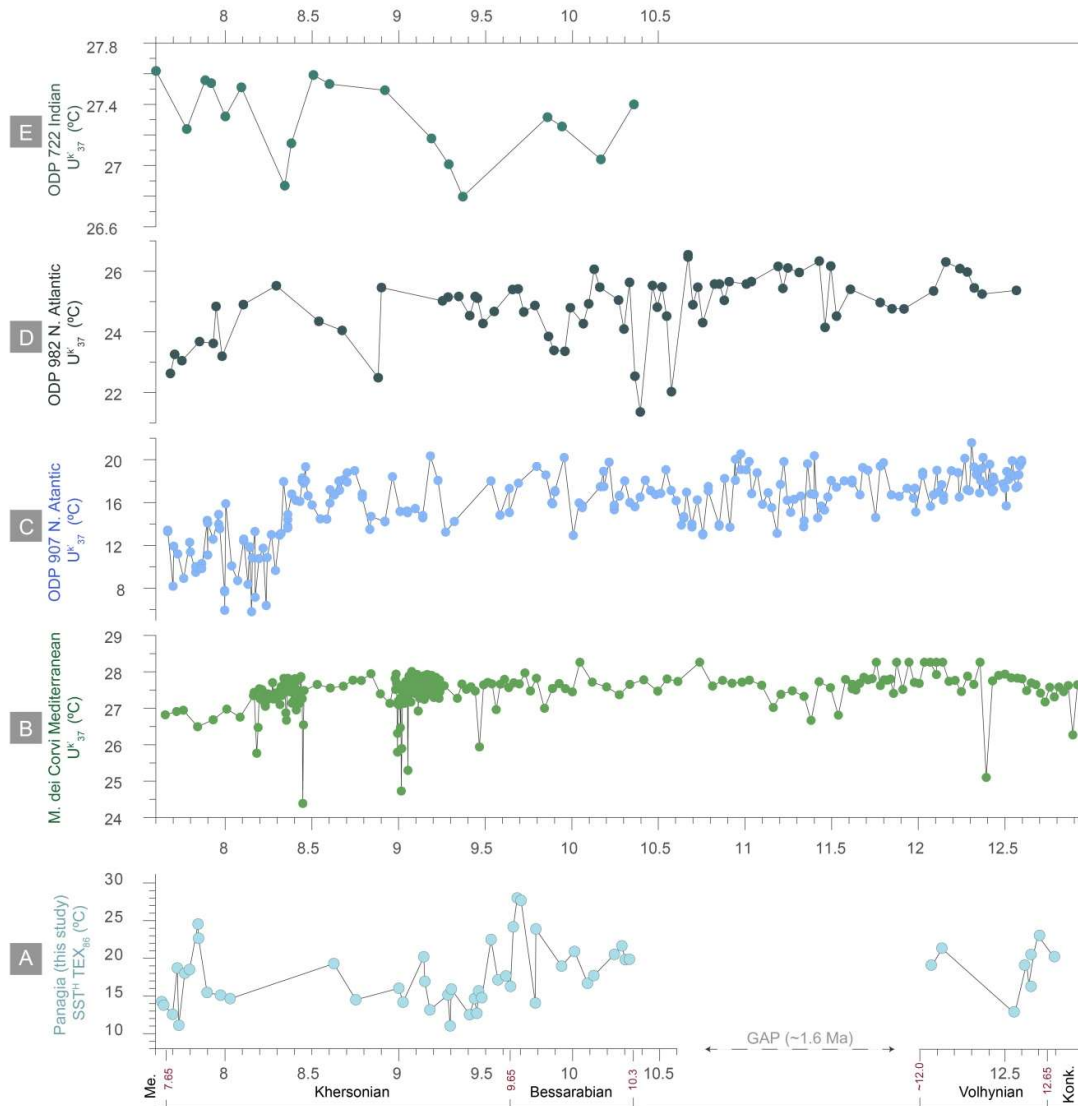 8 8.5 9 9.5 10 10.5
E
ODP 722 Indian
Uᵏ'₃₇ (ºC)
27.8
27.4
27
26.6
D
ODP 982 N. Atlantic
Uᵏ'₃₇ (ºC)
26
24
22
C
ODP 907 N. Atlantic
Uᵏ'₃₇ (ºC)
20
16
12
8
B
M. dei Corvi Mediterranean
Uᵏ'₃₇ (ºC)
29
28
27
26
25
24
8 8.5 9 9.5 10 10.5 11 11.5 12 12.5
A
Panagia (this study)
SSTᴴ TEX₈₆ (ºC)
30
25
20
15
10
GAP (~1.6 Ma)
8 8.5 9 9.5 10 10.5 12.5
Me. 7.65 Khersonian 9.65 Bessarabian 10.3 ~12.0 Volhynian 12.65 Konk.